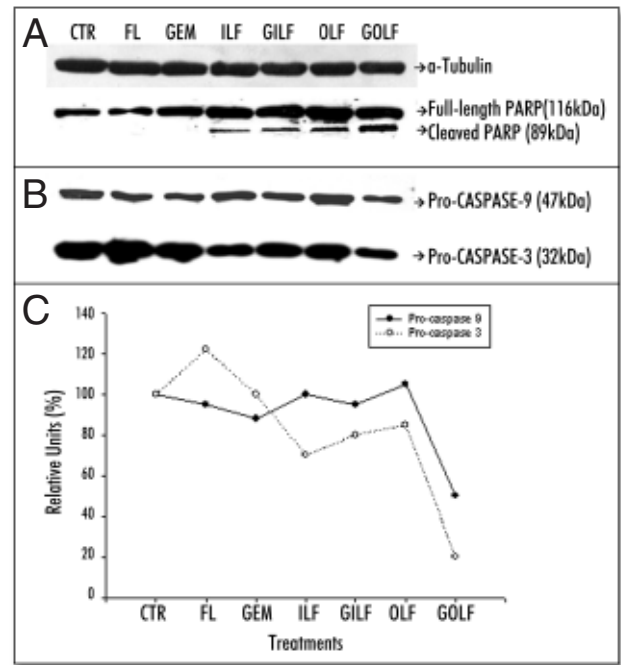 A
CTR FL GEM ILF GILF OLF GOLF
→α-Tubulin
→Full-length PARP(116kDa)
→Cleaved PARP (89kDa)
B
→Pro-CASPASE-9 (47kDa)
→Pro-CASPASE-3 (32kDa)
C
Pro-caspase 9
Pro-caspase 3
140
120
100
80
60
40
20
0
Relative Units (%)
CTR FL GEM ILF GILF OLF GOLF
Treatments